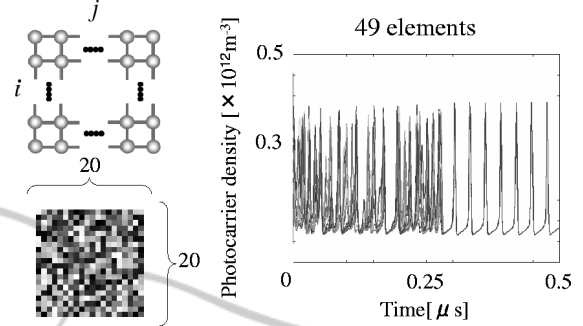 j
i
20
20
49 elements
Photocarrier density [×10¹²m⁻³]
0.5
0.3
0
0.25
0.5
Time[μs]